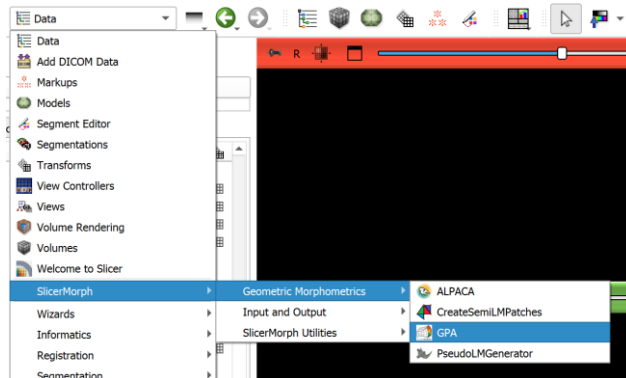 Data
R
Data
Add DICOM Data
Markups
Models
Segment Editor
Segmentations
Transforms
View Controllers
Views
Volume Rendering
Volumes
Welcome to Slicer
SlicerMorph
Geometric Morphometrics
ALPACA
Wizards
Input and Output
CreateSemiLMPatches
Informatics
SlicerMorph Utilities
GPA
Registration
PseudoLMGenerator
Segmentation